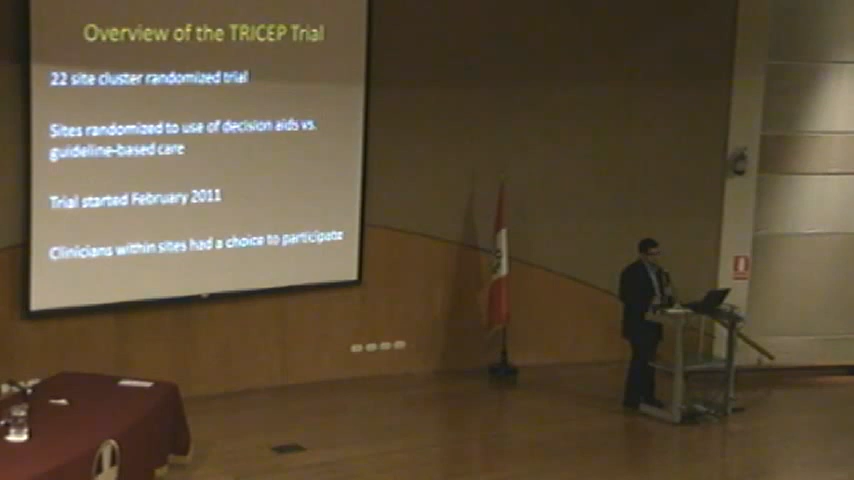 Overview of the TRICEP Trial
22 site cluster randomized trial
Sites randomized to use of decision aids vs.
guideline-based care
Trial started February 2011
Clinicians within sites had a choice to participate